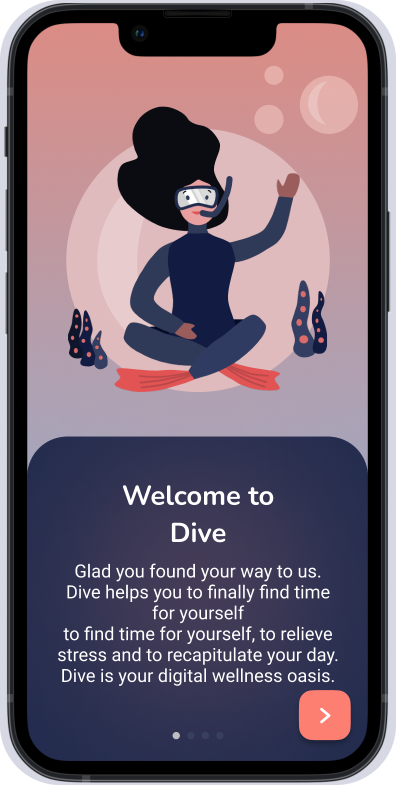 Welcome to
Dive
Glad you found your way to us.
Dive helps you to finally find time
for yourself
to find time for yourself, to relieve
stress and to recapitulate your day.
Dive is your digital wellness oasis.